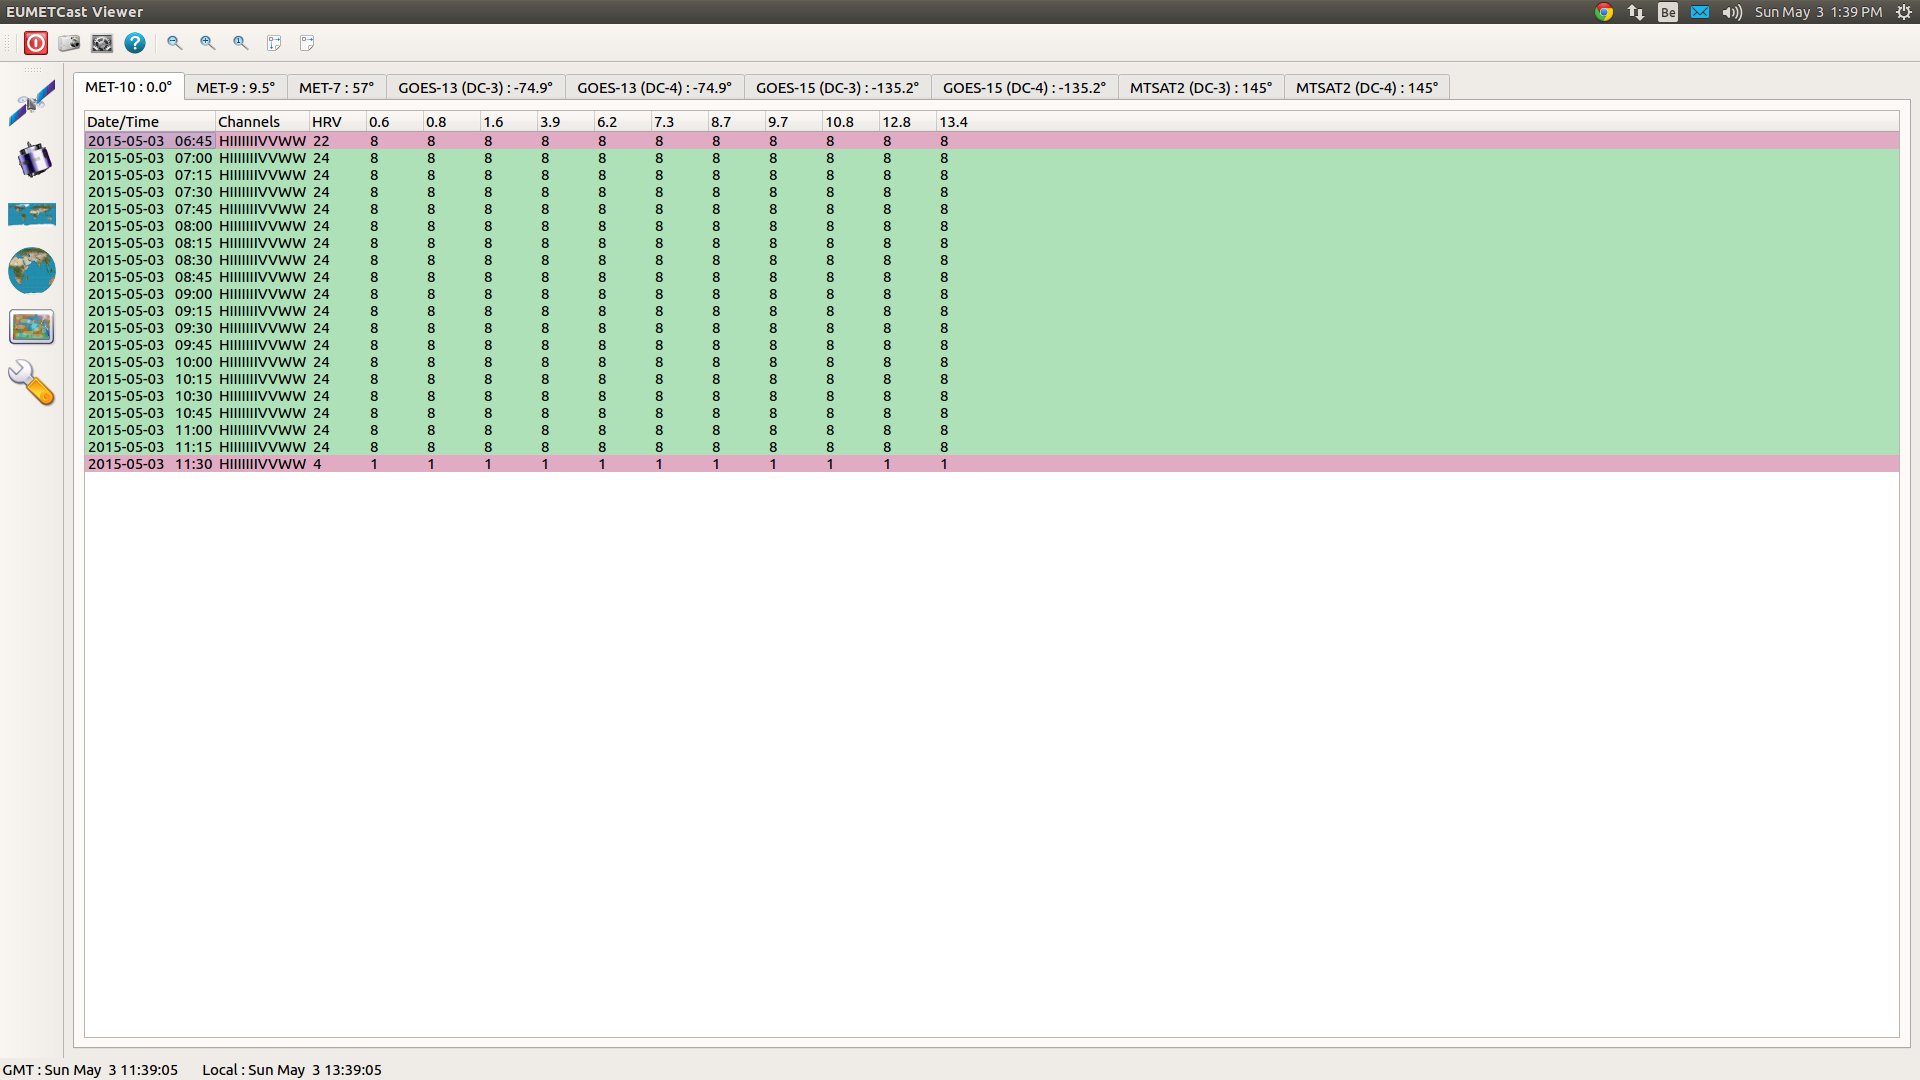 EUMETCast Viewer
Be Sun May 3 1:39 PM
MET-10 : 0.0° MET-9 : 9.5° MET-7 : 57° GOES-13 (DC-3) : -74.9° GOES-13 (DC-4) : -74.9° GOES-15 (DC-3) : -135.2° GOES-15 (DC-4) : -135.2° MTSAT2 (DC-3) : 145° MTSAT2 (DC-4) : 145°
Date/Time Channels HRV 0.6 0.8 1.6 3.9 6.2 7.3 8.7 9.7 10.8 12.8 13.4
2015-05-03 06:45 HIIIIIIIVVWW 22 8 8 8 8 8 8 8 8 8 8 8
2015-05-03 07:00 HIIIIIIIVVWW 24 8 8 8 8 8 8 8 8 8 8 8
2015-05-03 07:15 HIIIIIIIVVWW 24 8 8 8 8 8 8 8 8 8 8 8
2015-05-03 07:30 HIIIIIIIVVWW 24 8 8 8 8 8 8 8 8 8 8 8
2015-05-03 07:45 HIIIIIIIVVWW 24 8 8 8 8 8 8 8 8 8 8 8
2015-05-03 08:00 HIIIIIIIVVWW 24 8 8 8 8 8 8 8 8 8 8 8
2015-05-03 08:15 HIIIIIIIVVWW 24 8 8 8 8 8 8 8 8 8 8 8
2015-05-03 08:30 HIIIIIIIVVWW 24 8 8 8 8 8 8 8 8 8 8 8
2015-05-03 08:45 HIIIIIIIVVWW 24 8 8 8 8 8 8 8 8 8 8 8
2015-05-03 09:00 HIIIIIIIVVWW 24 8 8 8 8 8 8 8 8 8 8 8
2015-05-03 09:15 HIIIIIIIVVWW 24 8 8 8 8 8 8 8 8 8 8 8
2015-05-03 09:30 HIIIIIIIVVWW 24 8 8 8 8 8 8 8 8 8 8 8
2015-05-03 09:45 HIIIIIIIVVWW 24 8 8 8 8 8 8 8 8 8 8 8
2015-05-03 10:00 HIIIIIIIVVWW 24 8 8 8 8 8 8 8 8 8 8 8
2015-05-03 10:15 HIIIIIIIVVWW 24 8 8 8 8 8 8 8 8 8 8 8
2015-05-03 10:30 HIIIIIIIVVWW 24 8 8 8 8 8 8 8 8 8 8 8
2015-05-03 10:45 HIIIIIIIVVWW 24 8 8 8 8 8 8 8 8 8 8 8
2015-05-03 11:00 HIIIIIIIVVWW 24 8 8 8 8 8 8 8 8 8 8 8
2015-05-03 11:15 HIIIIIIIVVWW 24 8 8 8 8 8 8 8 8 8 8 8
2015-05-03 11:30 HIIIIIIIVVWW 4 1 1 1 1 1 1 1 1 1 1 1
GMT : Sun May 3 11:39:05 Local : Sun May 3 13:39:05